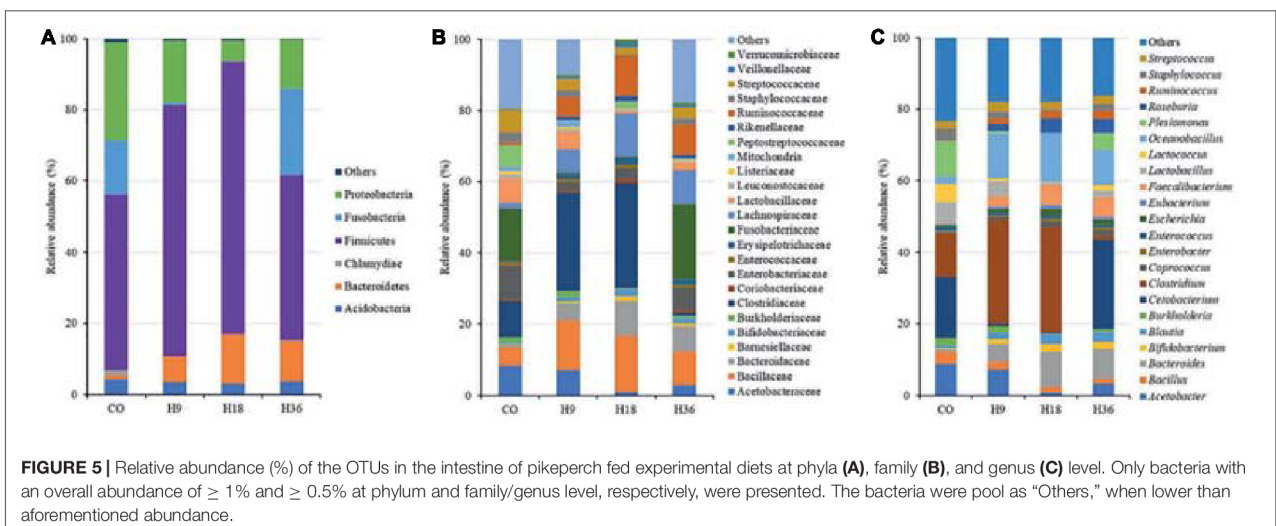 A
B
C
100
80
60
40
20
0
Relative abundance (%)
CO
H9
H18
H36
Others
Proteobacteria
Fusobacteria
Firmicutes
Chlamydiae
Bacteroidetes
Acidobacteria
100
80
60
40
20
0
Relative abundance (%)
CO
H9
H18
H36
Others
Verrucomicrobiaceae
Veillonellaceae
Streptococcaceae
Staphylococcaceae
Ruminococcaceae
Rikenellaceae
Peptostreptococcaceae
Mitochondria
Listeriaceae
Leuconostocaceae
Lactobacillaceae
Lachnospiraceae
Fusobacteriaceae
Erysipelotrichaceae
Enterococcaceae
Enterobacteriaceae
Coriobacteriaceae
Clostridiaceae
Burkholderiaceae
Bifidobacteriaceae
Barnesiellaceae
Bacteroidaceae
Bacillaceae
Acetobacteraceae
100
80
60
40
20
0
Relative abundance (%)
CO
H9
H18
H36
Others
Streptococcus
Staphylococcus
Ruminococcus
Roseburia
Plesiomonas
Oceanobacillus
Lactococcus
Lactobacillus
Faecalibacterium
Eubacterium
Escherichia
Enterococcus
Enterobacter
Coprococcus
Clostridium
Cetobacterium
Burkholderia
Blautia
Bifidobacterium
Bacteroides
Bacillus
Acetobacter
FIGURE 5 | Relative abundance (%) of the OTUs in the intestine of pikeperch fed experimental diets at phyla (A), family (B), and genus (C) level. Only bacteria with
an overall abundance of ≥ 1% and ≥ 0.5% at phylum and family/genus level, respectively, were presented. The bacteria were pool as “Others,” when lower than
aforementioned abundance.